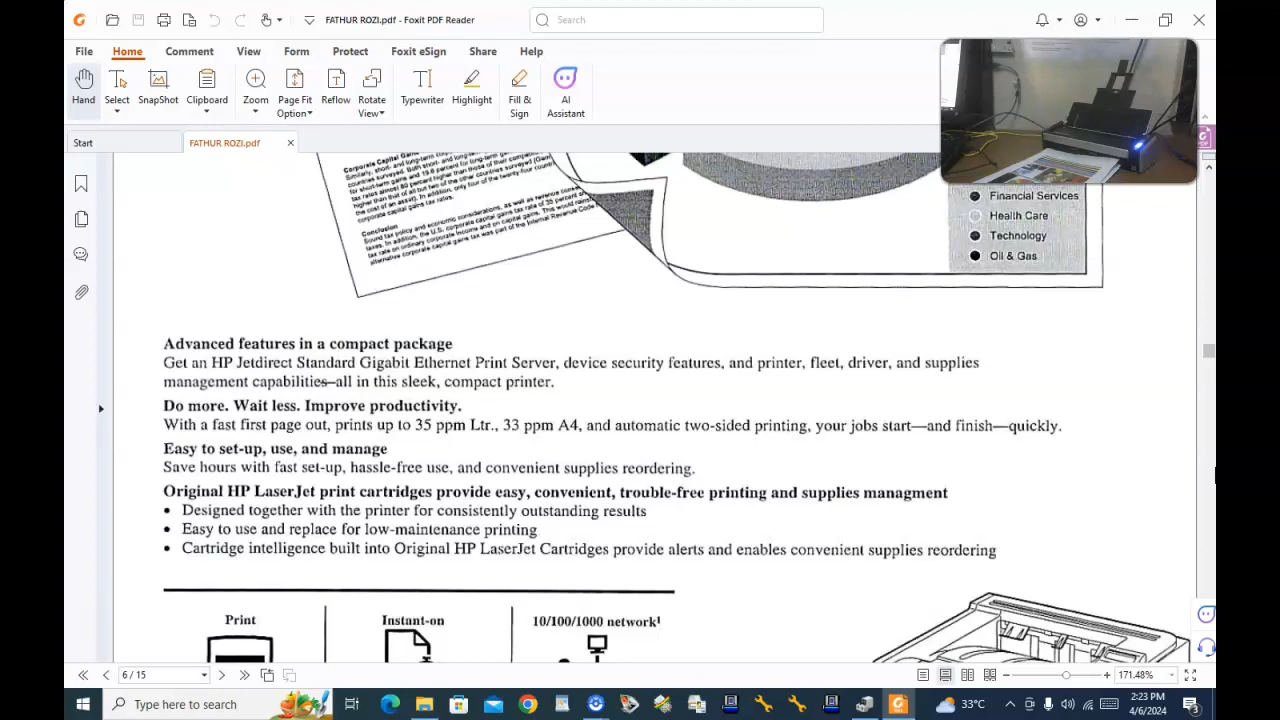 FATHUR ROZI.pdf - Foxit PDF Reader
Search
File
Home
Comment
View
Form
Protect
Foxit eSign
Share
Help
Hand
Select
SnapShot
Clipboard
Zoom
Page Fit Option
Reflow
Rotate View
Typewriter
Highlight
Fill & Sign
AI Assistant
Start
FATHUR ROZI.pdf
Conclusion
Financial Services
Health Care
Technology
Oil & Gas
Advanced features in a compact package
Get an HP Jetdirect Standard Gigabit Ethernet Print Server, device security features, and printer, fleet, driver, and supplies
management capabilities—all in this sleek, compact printer.
Do more. Wait less. Improve productivity.
With a fast first page out, prints up to 35 ppm Ltr., 33 ppm A4, and automatic two-sided printing, your jobs start—and finish—quickly.
Easy to set-up, use, and manage
Save hours with fast set-up, hassle-free use, and convenient supplies reordering.
Original HP LaserJet print cartridges provide easy, convenient, trouble-free printing and supplies managment
• Designed together with the printer for consistently outstanding results
• Easy to use and replace for low-maintenance printing
• Cartridge intelligence built into Original HP LaserJet Cartridges provide alerts and enables convenient supplies reordering
Print
Instant-on
10/100/1000 network¹
6 / 15
171.48%
Type here to search
33°C
2:23 PM
4/6/2024